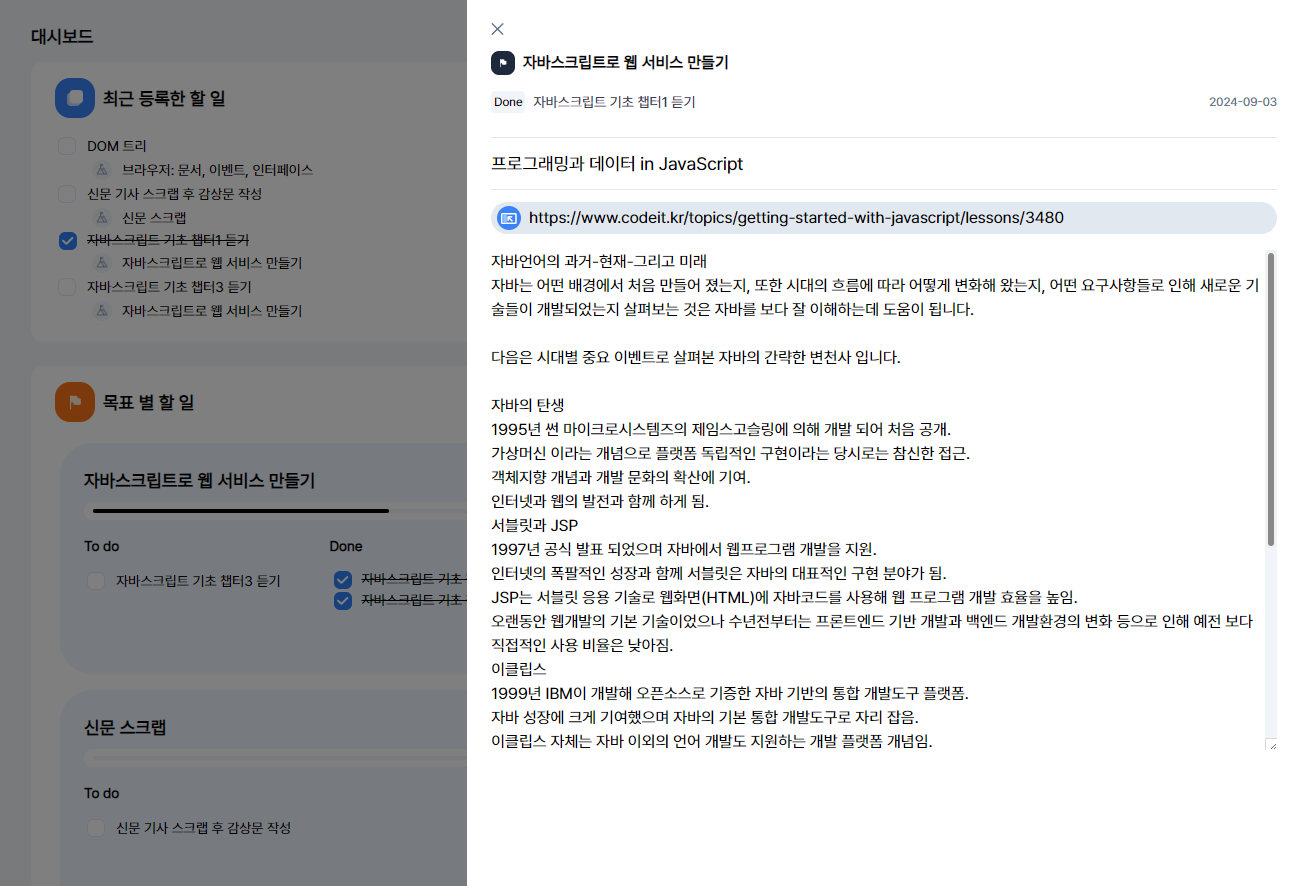 대시보드
최근 등록한 할 일
DOM 트리
브라우저: 문서, 이벤트, 인터페이스
신문 기사 스크랩 후 감상문 작성
신문 스크랩
자바스크립트 기초 챕터1 듣기
자바스크립트로 웹 서비스 만들기
자바스크립트 기초 챕터3 듣기
자바스크립트로 웹 서비스 만들기
목표 별 할 일
자바스크립트로 웹 서비스 만들기
To do
자바스크립트 기초 챕터3 듣기
Done
자바스크립트 기초
자바스크립트 기초
신문 스크랩
To do
신문 기사 스크랩 후 감상문 작성
자바스크립트로 웹 서비스 만들기
Done 자바스크립트 기초 챕터1 듣기 2024-09-03
프로그래밍과 데이터 in JavaScript
https://www.codeit.kr/topics/getting-started-with-javascript/lessons/3480
자바언어의 과거-현재-그리고 미래
자바는 어떤 배경에서 처음 만들어 졌는지, 또한 시대의 흐름에 따라 어떻게 변화해 왔는지, 어떤 요구사항들로 인해 새로운 기
술들이 개발되었는지 살펴보는 것은 자바를 보다 잘 이해하는데 도움이 됩니다.
다음은 시대별 중요 이벤트로 살펴본 자바의 간략한 변천사 입니다.
자바의 탄생
1995년 썬 마이크로시스템즈의 제임스고슬링에 의해 개발 되어 처음 공개.
가상머신 이라는 개념으로 플랫폼 독립적인 구현이라는 당시로는 참신한 접근.
객체지향 개념과 개발 문화의 확산에 기여.
인터넷과 웹의 발전과 함께 하게 됨.
서블릿과 JSP
1997년 공식 발표 되었으며 자바에서 웹프로그램 개발을 지원.
인터넷의 폭팔적인 성장과 함께 서블릿은 자바의 대표적인 구현 분야가 됨.
JSP는 서블릿 응용 기술로 웹화면(HTML)에 자바코드를 사용해 웹 프로그램 개발 효율을 높임.
오랜동안 웹개발의 기본 기술이었으나 수년전부터는 프론트엔드 기반 개발과 백엔드 개발환경의 변화 등으로 인해 예전 보다
직접적인 사용 비율은 낮아짐.
이클립스
1999년 IBM이 개발해 오픈소스로 기증한 자바 기반의 통합 개발도구 플랫폼.
자바 성장에 크게 기여했으며 자바의 기본 통합 개발도구로 자리 잡음.
이클립스 자체는 자바 이외의 언어 개발도 지원하는 개발 플랫폼 개념임.